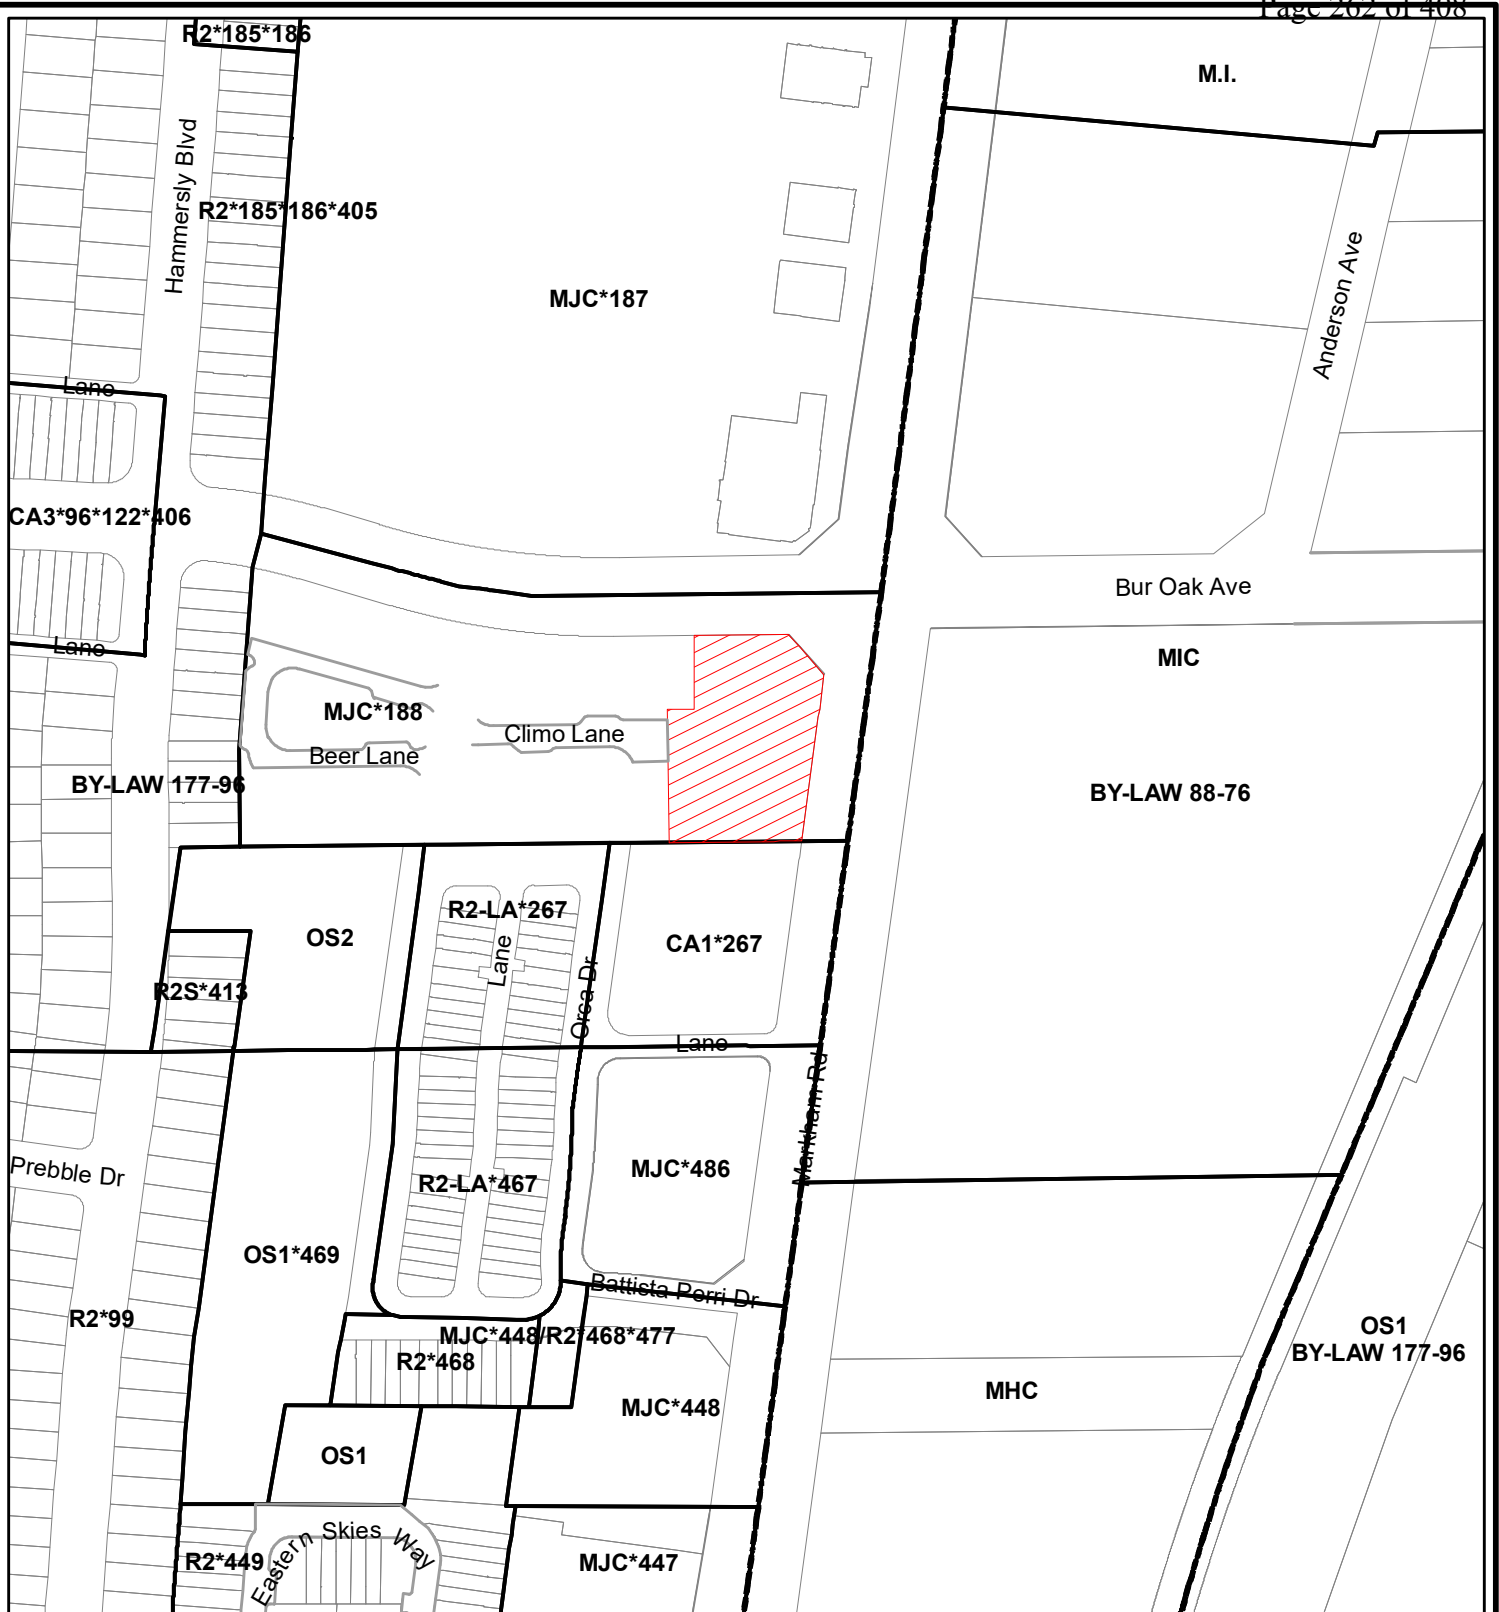 Page 262 of 408
R2*185*186
M.I.
Hammersly Blvd
R2*185*186*405
MJC*187
Anderson Ave
Lane
CA3*96*122*406
Bur Oak Ave
Lane
MIC
MJC*188
Climo Lane
Beer Lane
BY-LAW 177-96
BY-LAW 88-76
R2-LA*267
OS2
Lane
CA1*267
R2S*413
Orca Dr
Lane
Markham Rd
Prebble Dr
R2-LA*467
MJC*486
OS1*469
Battista Perri Dr
R2*99
MJC*448/R2*468*477
OS1
BY-LAW 177-96
R2*468
MHC
MJC*448
OS1
Eastern Skies Way
R2*449
MJC*447